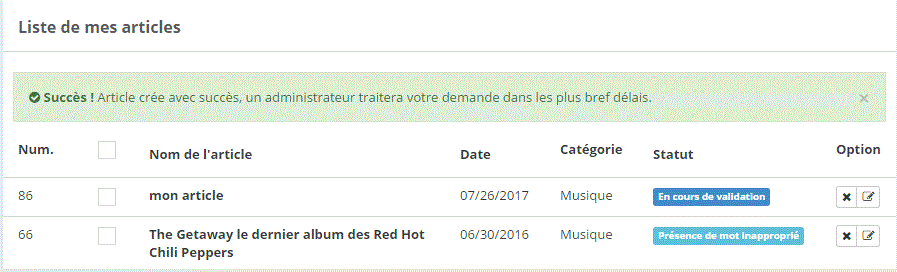 Liste de mes articles
Succès ! Article crée avec succès, un administrateur traitera votre demande dans les plus bref délais. ×
Num. Nom de l'article Date Catégorie Statut Option
86 mon article 07/26/2017 Musique En cours de validation
66 The Getaway le dernier album des Red Hot 06/30/2016 Musique Présence de mot inapproprié
Chili Peppers